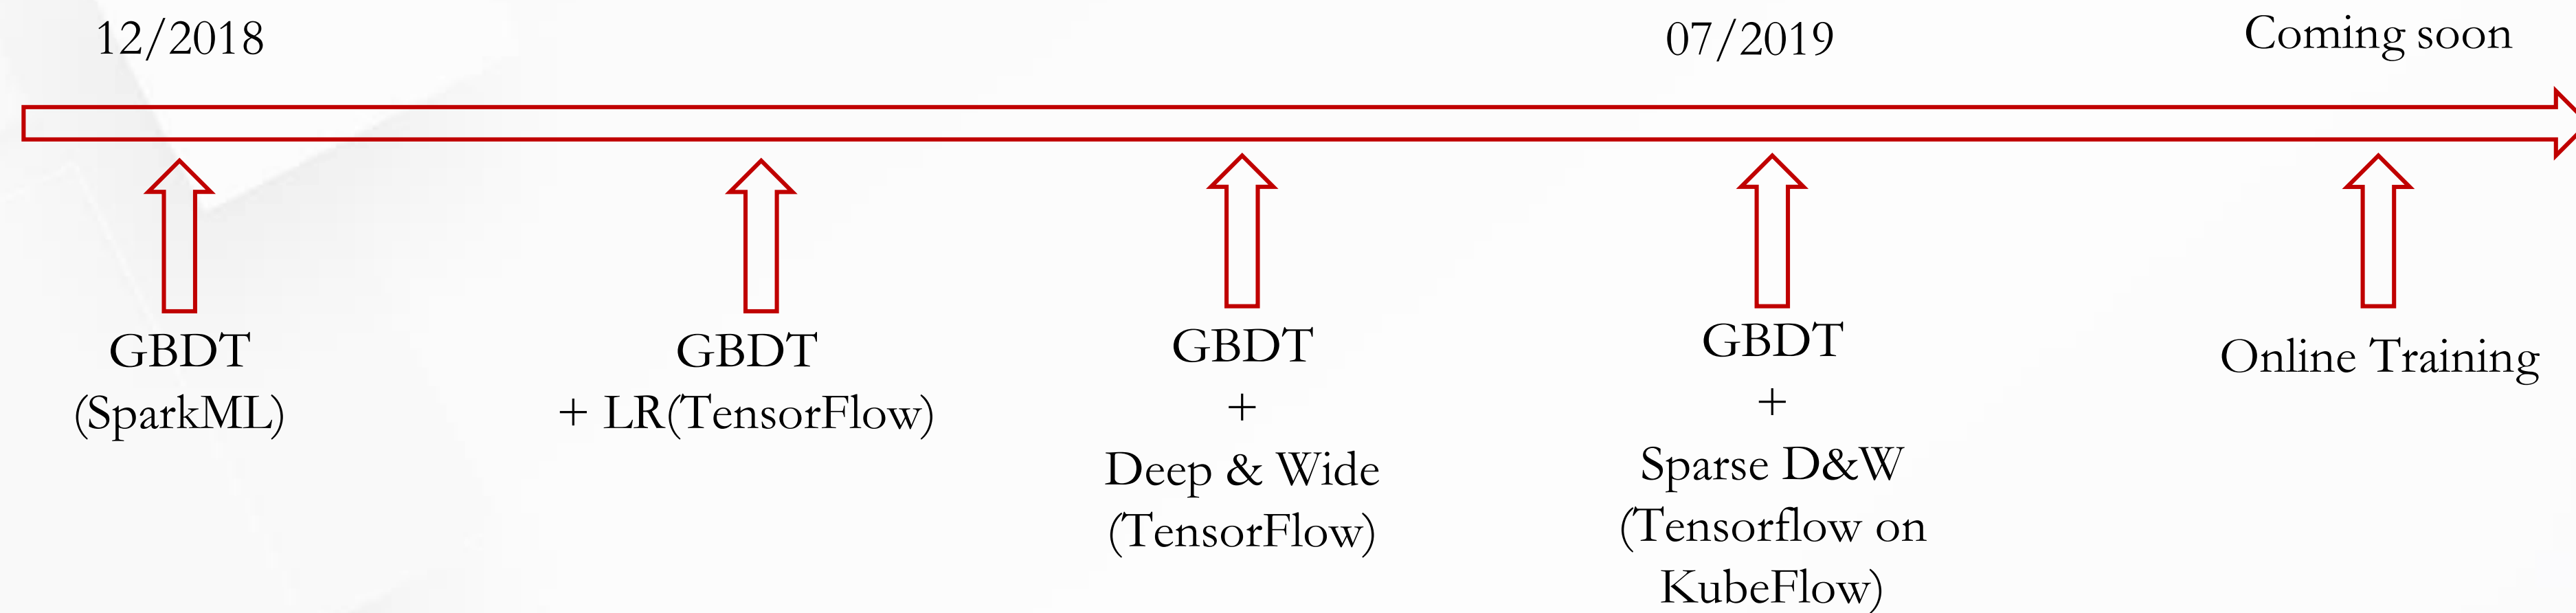 12/2018
07/2019
Coming soon
GBDT
(SparkML)
GBDT
+ LR(TensorFlow)
GBDT
+
Deep & Wide
(TensorFlow)
GBDT
+
Sparse D&W
(Tensorflow on
KubeFlow)
Online Training